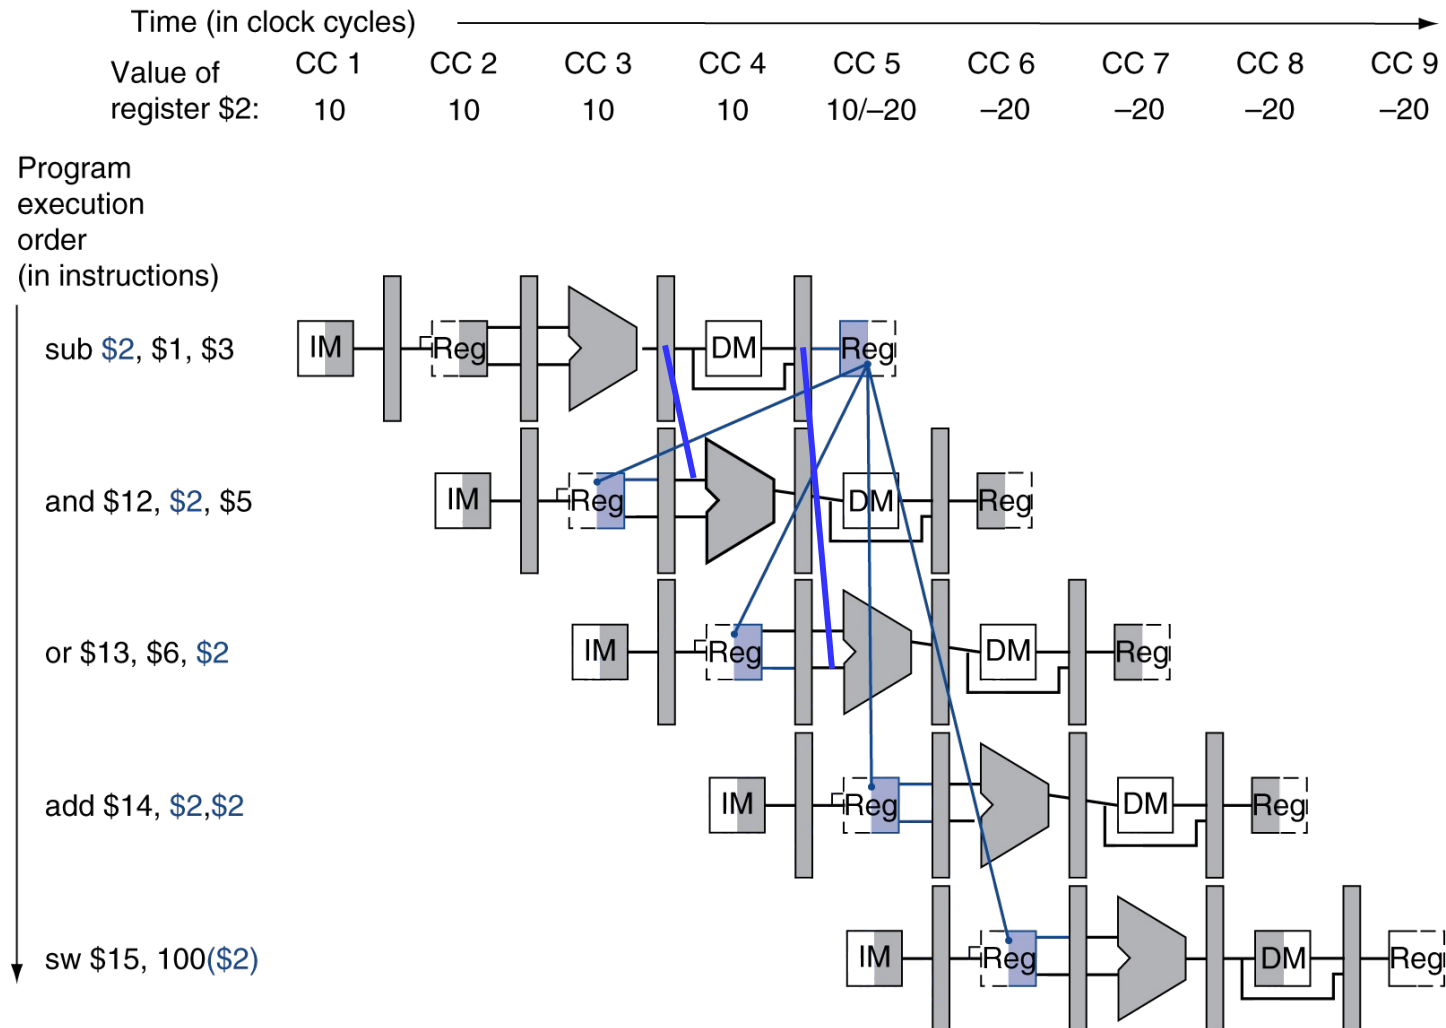 Time (in clock cycles)
CC 1 CC 2 CC 3 CC 4 CC 5 CC 6 CC 7 CC 8 CC 9
Value of
register $2: 10 10 10 10 10/–20 –20 –20 –20 –20
Program
execution
order
(in instructions)
sub $2, $1, $3 IM Reg DM Reg
and $12, $2, $5 IM Reg DM Reg
or $13, $6, $2 IM Reg DM Reg
add $14, $2,$2 IM Reg DM Reg
sw $15, 100($2) IM Reg DM Reg